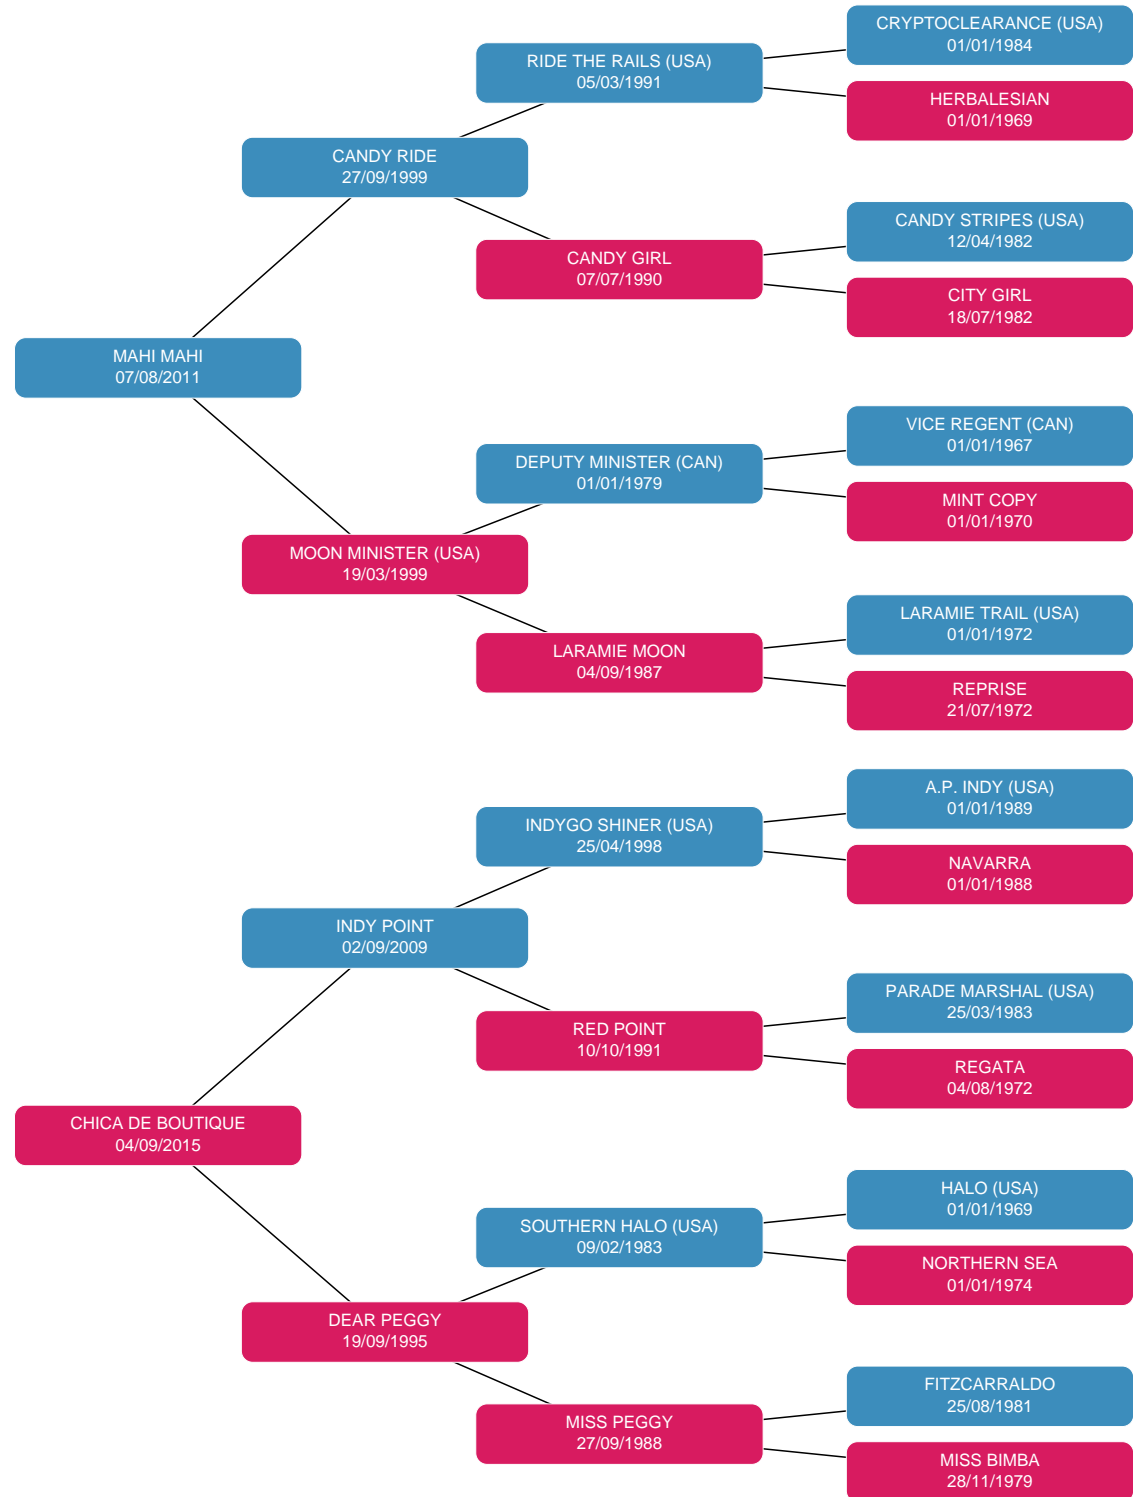 CRYPTOCLEARANCE (USA)
01/01/1984
RIDE THE RAILS (USA)
05/03/1991
HERBALESIAN
01/01/1969
CANDY RIDE
27/09/1999
CANDY STRIPES (USA)
12/04/1982
CANDY GIRL
07/07/1990
CITY GIRL
18/07/1982
MAHI MAHI
07/08/2011
VICE REGENT (CAN)
01/01/1967
DEPUTY MINISTER (CAN)
01/01/1979
MINT COPY
01/01/1970
MOON MINISTER (USA)
19/03/1999
LARAMIE TRAIL (USA)
01/01/1972
LARAMIE MOON
04/09/1987
REPRISE
21/07/1972
A.P. INDY (USA)
01/01/1989
INDYGO SHINER (USA)
25/04/1998
NAVARRA
01/01/1988
INDY POINT
02/09/2009
PARADE MARSHAL (USA)
25/03/1983
RED POINT
10/10/1991
REGATA
04/08/1972
CHICA DE BOUTIQUE
04/09/2015
HALO (USA)
01/01/1969
SOUTHERN HALO (USA)
09/02/1983
NORTHERN SEA
01/01/1974
DEAR PEGGY
19/09/1995
FITZCARRALDO
25/08/1981
MISS PEGGY
27/09/1988
MISS BIMBA
28/11/1979